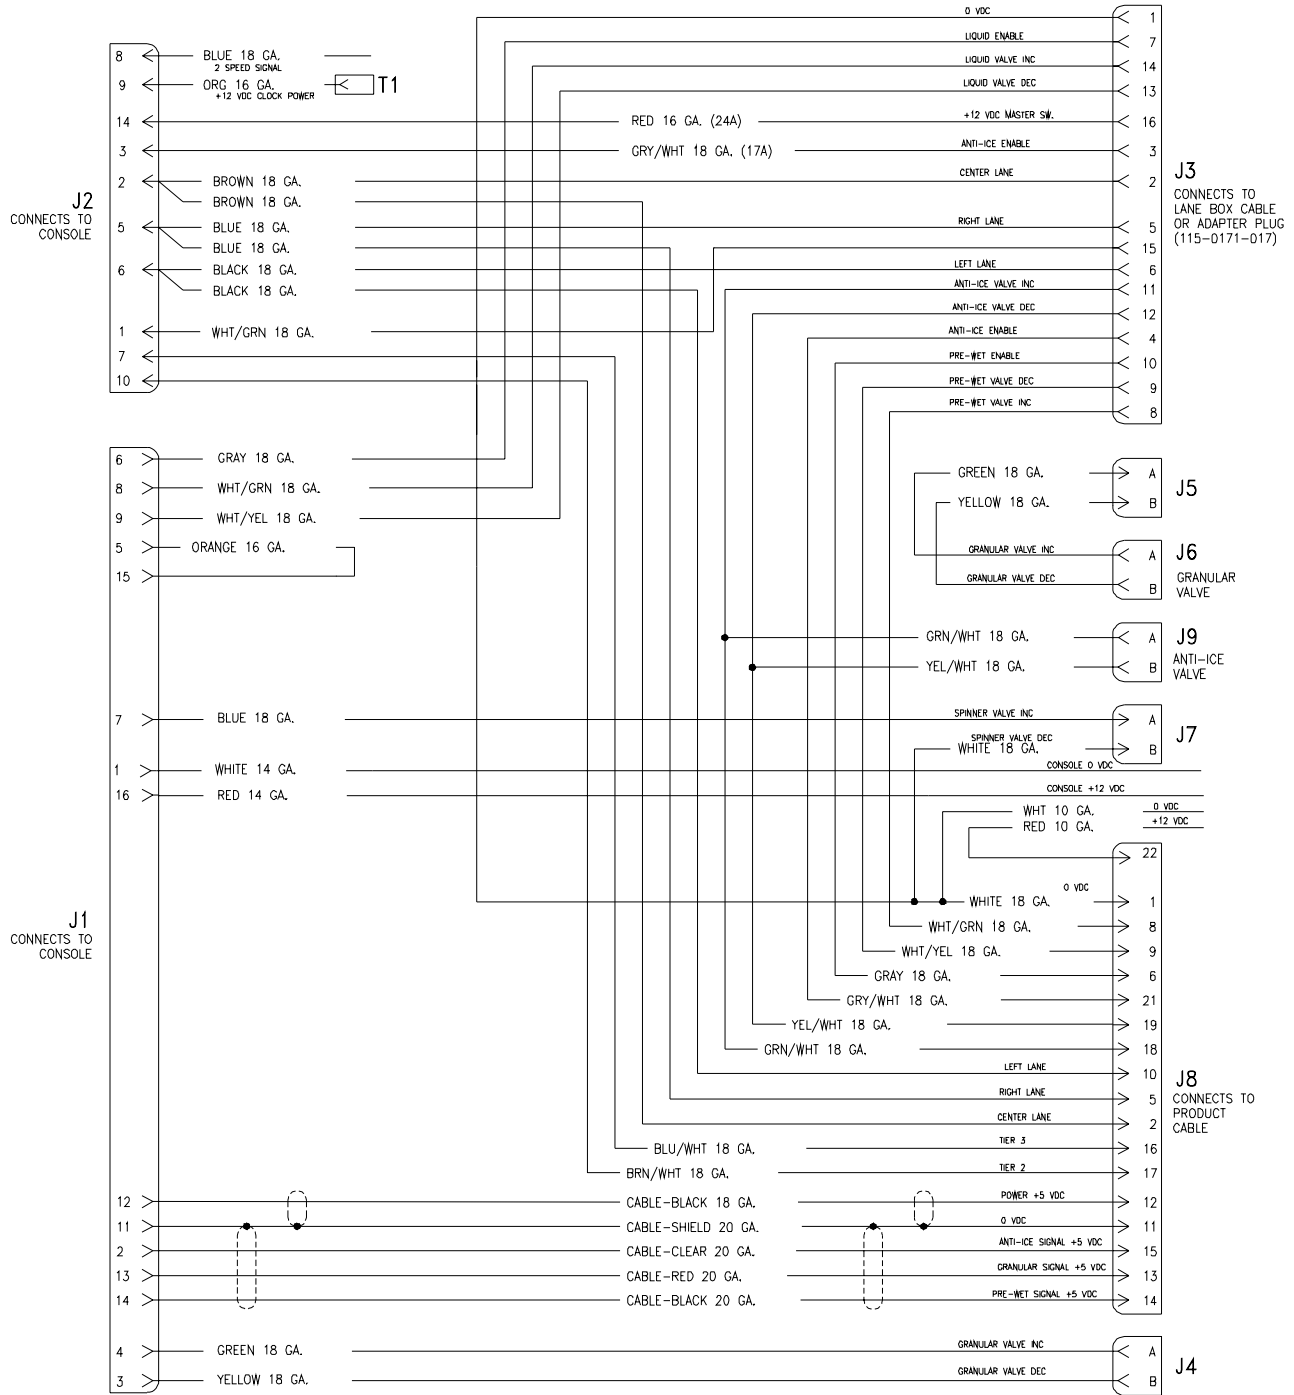 0 VDC
1
LIQUID ENABLE
7
8
BLUE 18 GA.
2 SPEED SIGNAL
LIQUID VALVE INC
14
9
ORG 16 GA.
+12 VDC CLOCK POWER
T1
LIQUID VALVE DEC
13
14
RED 16 GA. (24A)
+12 VDC MASTER SW.
16
3
GRY/WHT 18 GA. (17A)
ANTI-ICE ENABLE
3
2
BROWN 18 GA.
CENTER LANE
2
BROWN 18 GA.
J2
CONNECTS TO
CONSOLE
J3
CONNECTS TO
LANE BOX CABLE
OR ADAPTER PLUG
(115-0171-017)
5
BLUE 18 GA.
RIGHT LANE
5
BLUE 18 GA.
15
6
BLACK 18 GA.
LEFT LANE
6
BLACK 18 GA.
ANTI-ICE VALVE INC
11
ANTI-ICE VALVE DEC
12
1
WHT/GRN 18 GA.
ANTI-ICE ENABLE
4
7
PRE-WET ENABLE
10
10
PRE-WET VALVE DEC
9
PRE-WET VALVE INC
8
6
GRAY 18 GA.
GREEN 18 GA.
A
8
WHT/GRN 18 GA.
J5
YELLOW 18 GA.
B
9
WHT/YEL 18 GA.
5
ORANGE 16 GA.
GRANULAR VALVE INC
A
J6
GRANULAR
VALVE
15
GRANULAR VALVE DEC
B
GRN/WHT 18 GA.
A
J9
ANTI-ICE
VALVE
YEL/WHT 18 GA.
B
7
BLUE 18 GA.
SPINNER VALVE INC
A
J7
SPINNER VALVE DEC
WHITE 18 GA.
B
1
WHITE 14 GA.
CONSOLE 0 VDC
16
RED 14 GA.
CONSOLE +12 VDC
WHT 10 GA.
0 VDC
RED 10 GA.
+12 VDC
22
0 VDC
WHITE 18 GA.
1
J1
CONNECTS TO
CONSOLE
WHT/GRN 18 GA.
8
WHT/YEL 18 GA.
9
GRAY 18 GA.
6
GRY/WHT 18 GA.
21
YEL/WHT 18 GA.
19
GRN/WHT 18 GA.
18
LEFT LANE
10
J8
CONNECTS TO
PRODUCT
CABLE
RIGHT LANE
5
CENTER LANE
2
BLU/WHT 18 GA.
TIER 3
16
BRN/WHT 18 GA.
TIER 2
17
12
CABLE-BLACK 18 GA.
POWER +5 VDC
12
11
CABLE-SHIELD 20 GA.
0 VDC
11
2
CABLE-CLEAR 20 GA.
ANTI-ICE SIGNAL +5 VDC
15
13
CABLE-RED 20 GA.
GRANULAR SIGNAL +5 VDC
13
14
CABLE-BLACK 20 GA.
PRE-WET SIGNAL +5 VDC
14
4
GREEN 18 GA.
GRANULAR VALVE INC
A
J4
3
YELLOW 18 GA.
GRANULAR VALVE DEC
B